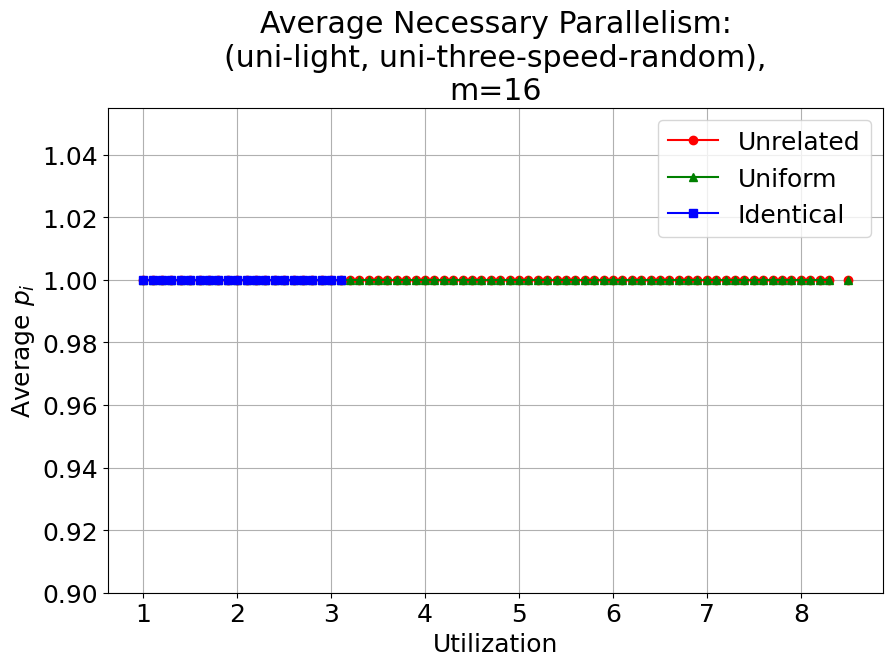 Average Necessary Parallelism:
(uni-light, uni-three-speed-random),
m=16
Unrelated
Uniform
Identical
1.04
1.02
1.00
0.98
0.96
0.94
0.92
0.90
Average pᵢ
1 2 3 4 5 6 7 8
Utilization